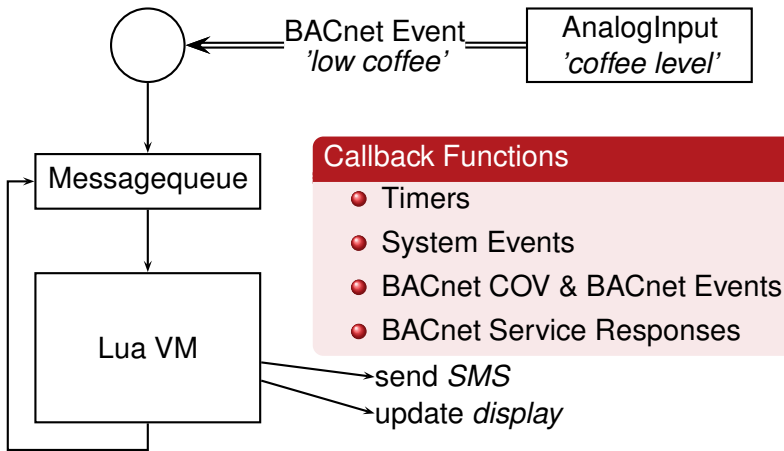 BACnet Event
'low coffee'
AnalogInput
'coffee level'
Messagequeue
Callback Functions
Timers
System Events
BACnet COV & BACnet Events
BACnet Service Responses
Lua VM
send SMS
update display